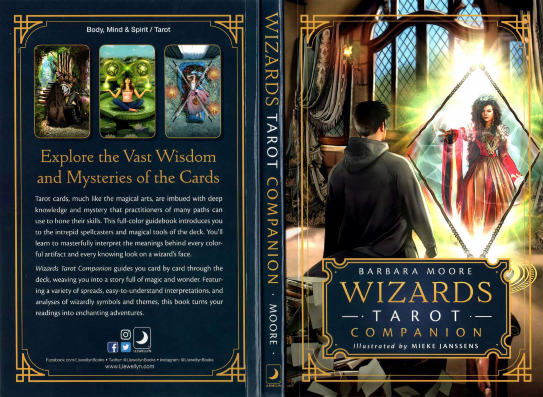 Body, Mind & Spirit / Tarot
Explore the Vast Wisdom
and Mysteries of the Cards
Tarot cards, much like the magical arts, are imbued with deep
knowledge and mystery that practitioners of many paths can
use to hone their skills. This full-color guidebook introduces you
to the intrepid spellcasters and magical tools of the deck. You'll
learn to masterfully interpret the meanings behind every color-
ful artifact and every knowing look on a wizard's face.
Wizards Tarot Companion guides you card by card through the
deck, weaving you into a story full of magic and wonder. Featur-
ing a variety of spreads, easy-to-understand interpretations, and
analyses of wizardly symbols and themes, this book turns your
readings into enchanting adventures.
LLEWELLYN
Facebook.com/LlewellynBooks • Twitter: @LlewellynBooks • Instagram: @LlewellynBooks
www.Llewellyn.com
WIZARDS TAROT COMPANION · MOORE ·
BARBARA MOORE
WIZARDS
· TAROT ·
COMPANION
Illustrated by MIEKE JANSSENS